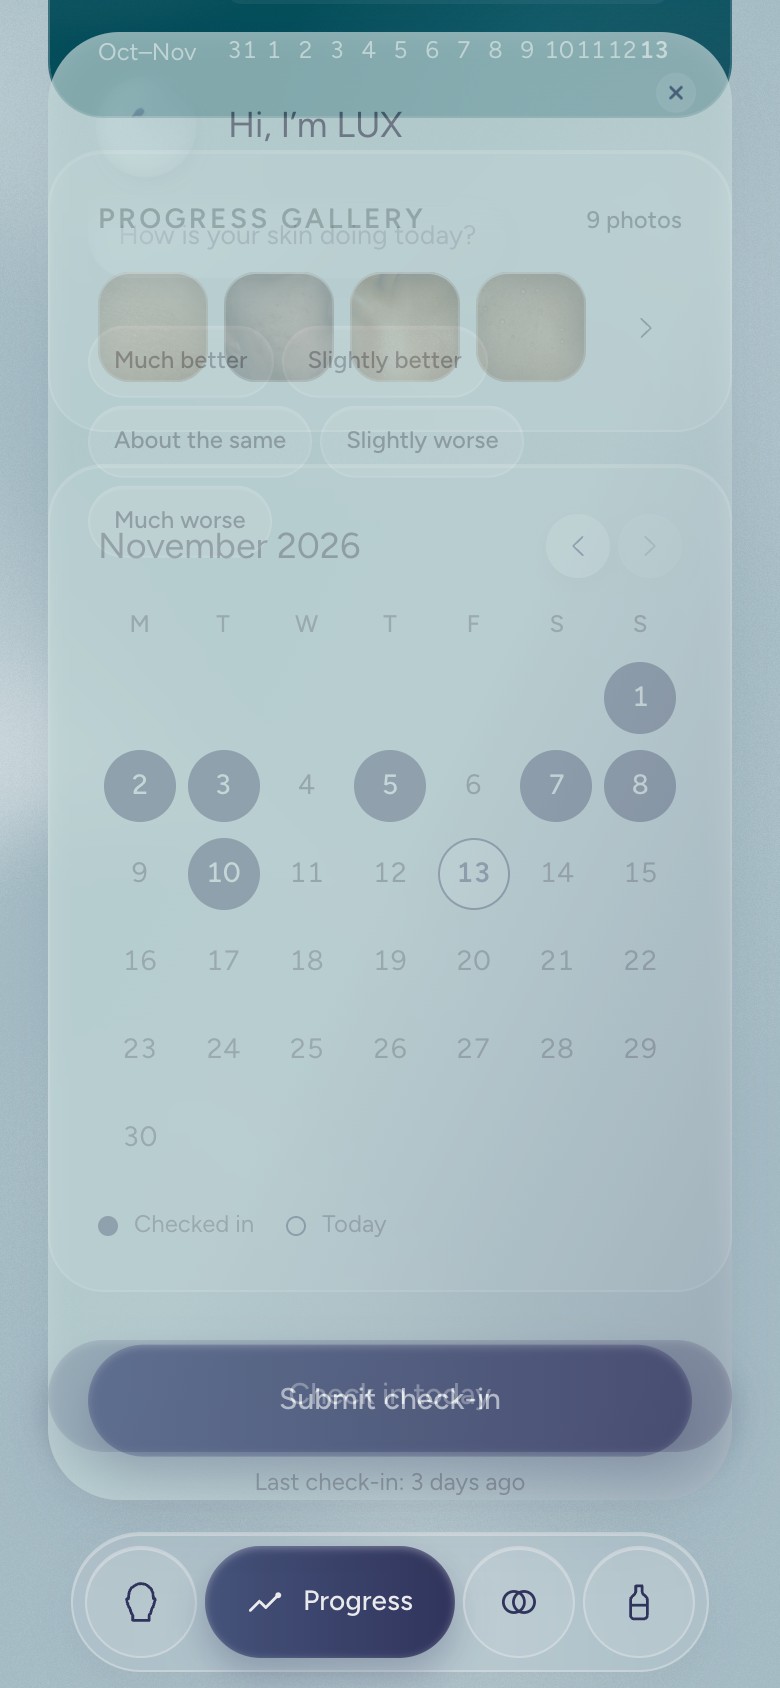 Oct–Nov 31 1 2 3 4 5 6 7 8 9 10 11 12 13
Hi, I’m LUX
PROGRESS GALLERY 9 photos
How is your skin doing today?
Much better Slightly better
About the same Slightly worse
Much worse
November 2026
M T W T F S S
1
2 3 4 5 6 7 8
9 10 11 12 13 14 15
16 17 18 19 20 21 22
23 24 25 26 27 28 29
30
Checked in Today
Check in today
Submit check-in
Last check-in: 3 days ago
Progress